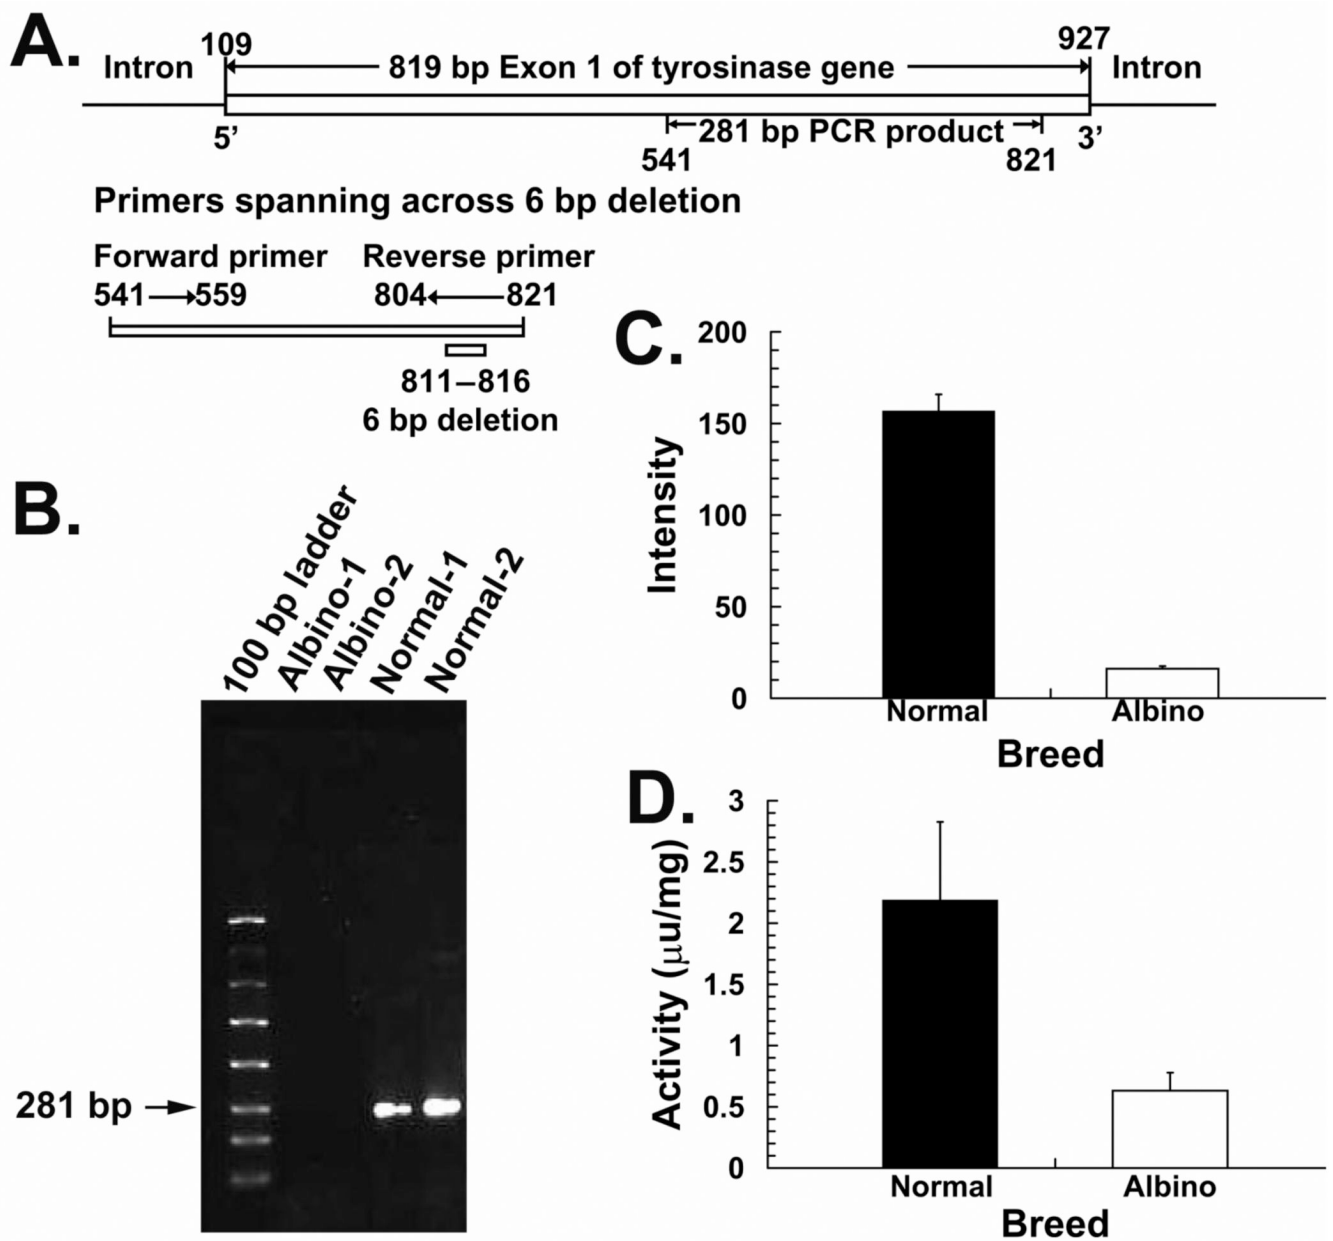 A.
109
927
Intron
819 bp Exon 1 of tyrosinase gene
Intron
5’
281 bp PCR product
3’
541
821
Primers spanning across 6 bp deletion
Forward primer
Reverse primer
541
559
804
821
811–816
6 bp deletion
B.
100 bp ladder
Albino-1
Albino-2
Normal-1
Normal-2
281 bp
C.
200
150
100
50
0
Intensity
Normal
Albino
Breed
D.
3
2.5
2
1.5
1
0.5
0
Activity (μu/mg)
Normal
Albino
Breed